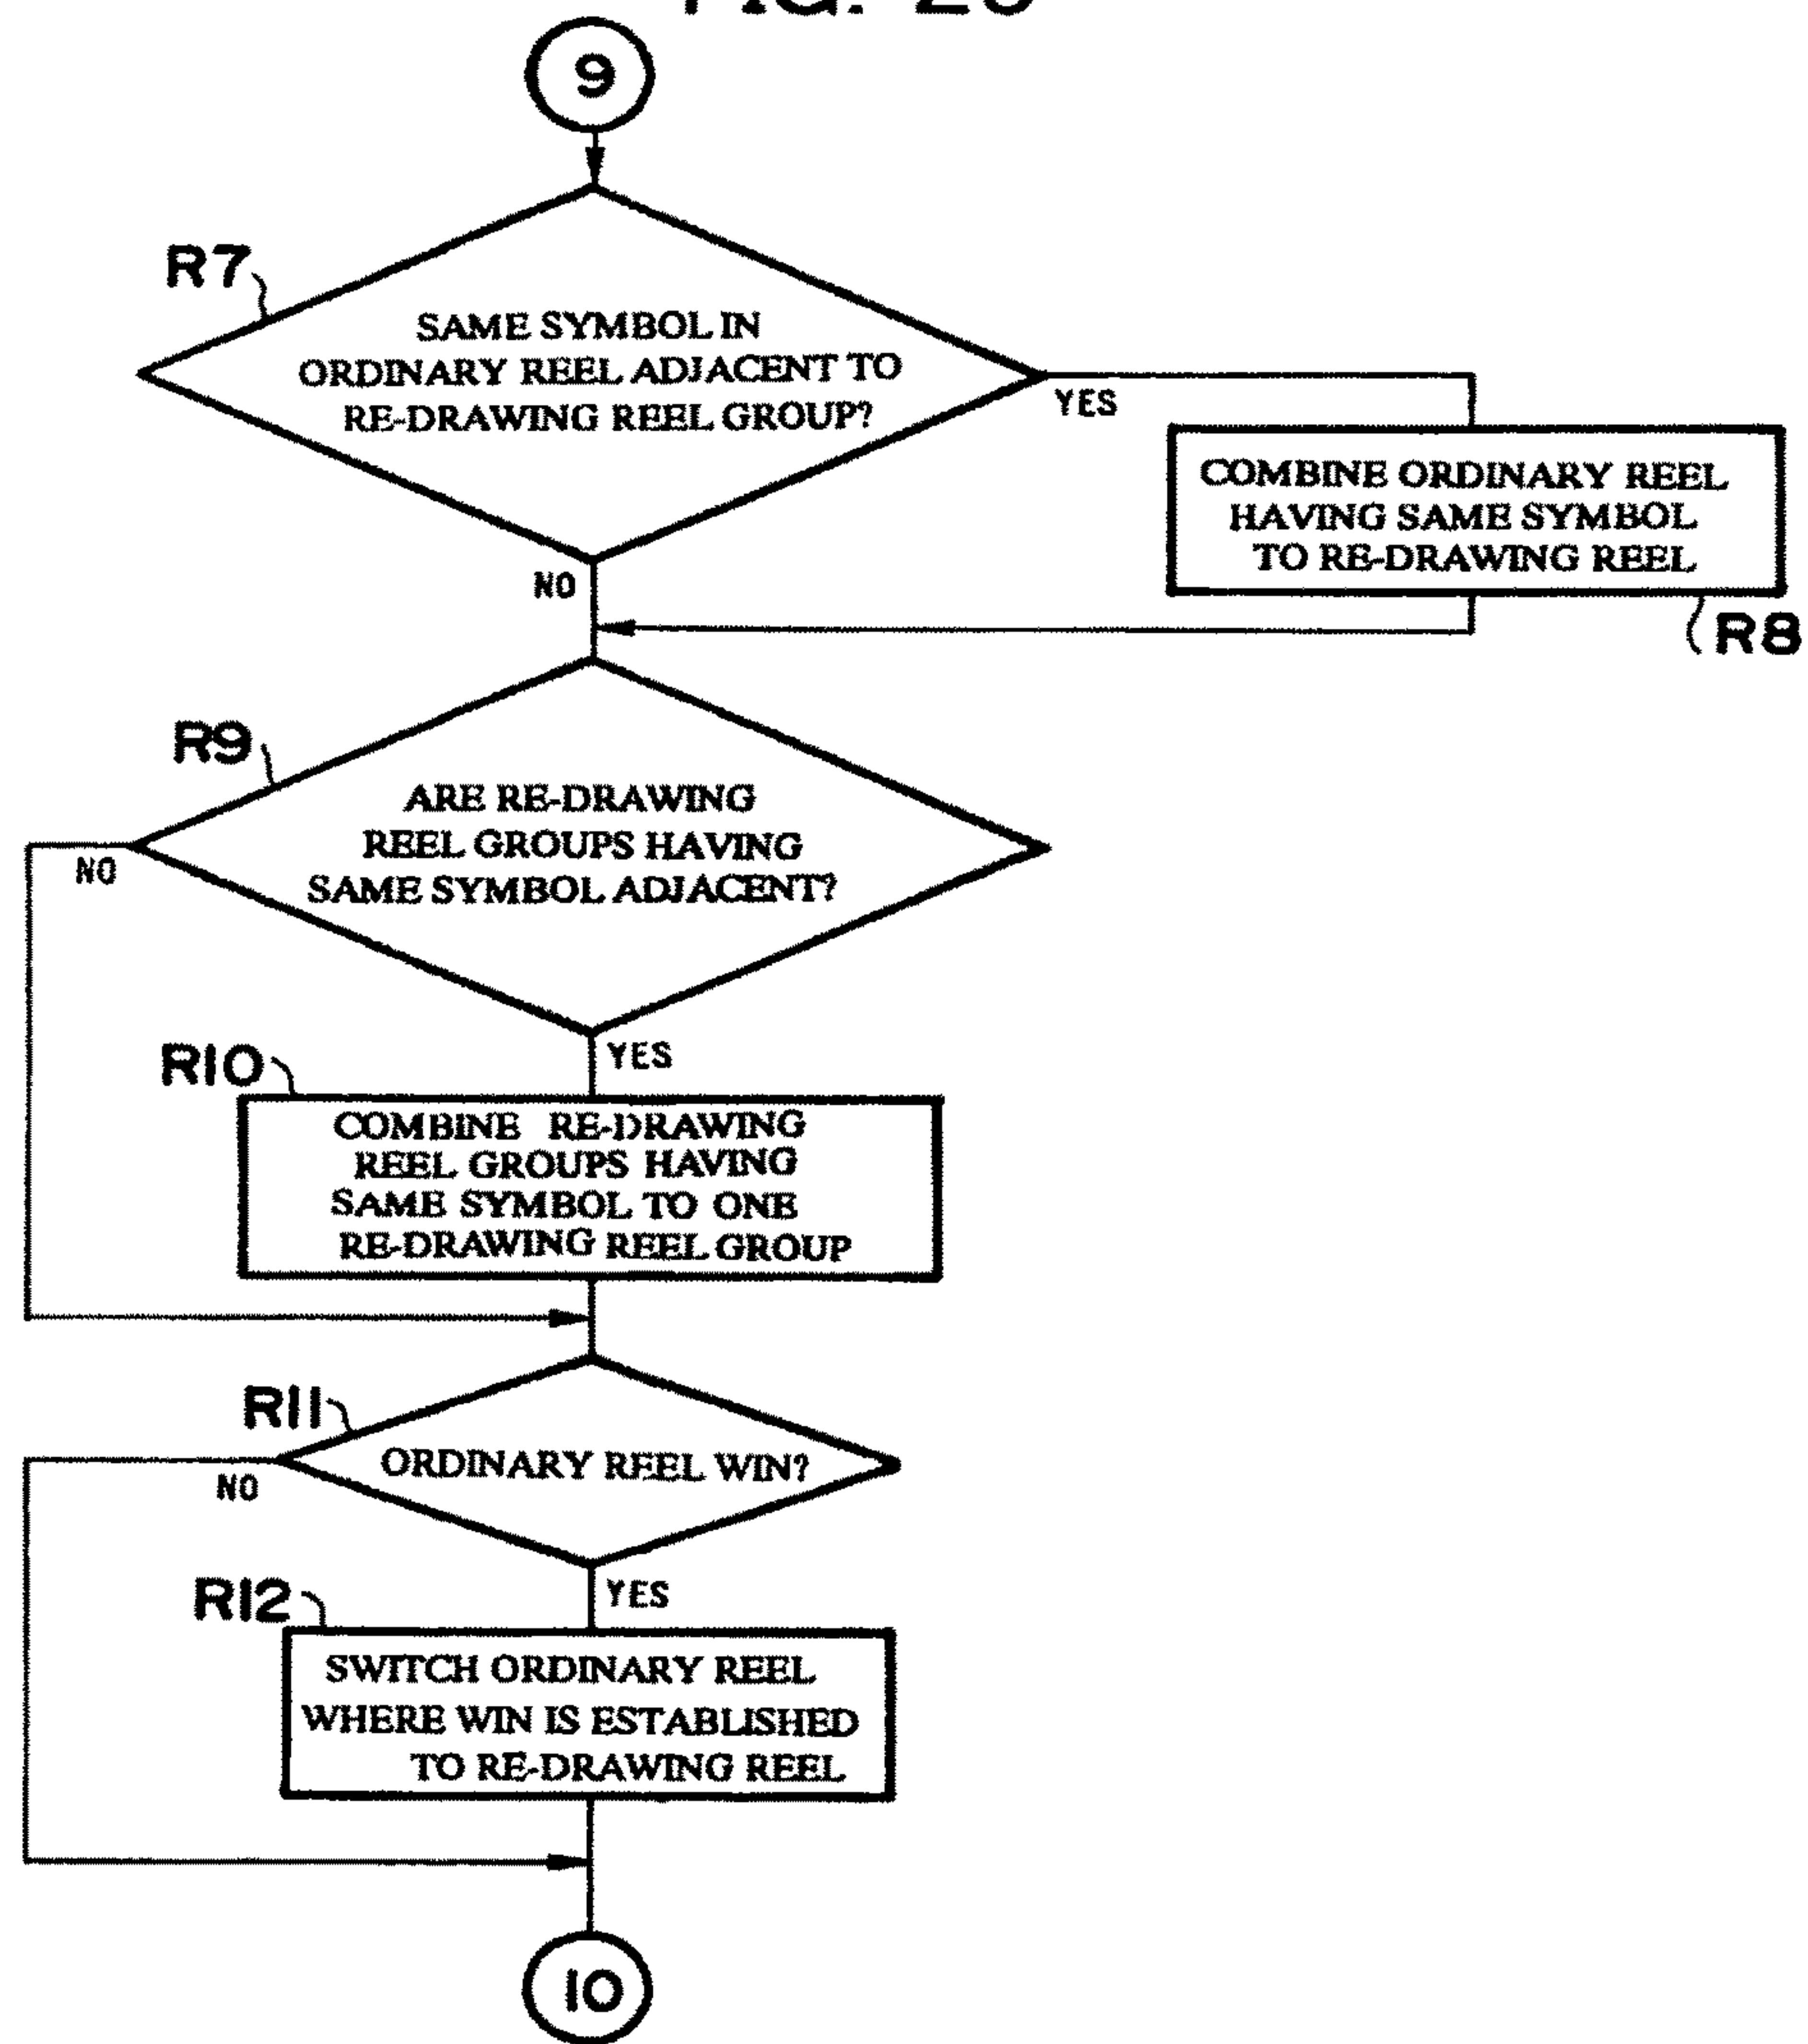 9
R7
SAME SYMBOL IN
ORDINARY REEL ADJACENT TO
RE-DRAWING REEL GROUP?
YES
COMBINE ORDINARY REEL
HAVING SAME SYMBOL
TO RE-DRAWING REEL
R8
NO
R9
ARE RE-DRAWING
REEL GROUPS HAVING
SAME SYMBOL ADJACENT?
NO
YES
R10
COMBINE RE-DRAWING
REEL GROUPS HAVING
SAME SYMBOL TO ONE
RE-DRAWING REEL GROUP
R11
ORDINARY REEL WIN?
NO
YES
R12
SWITCH ORDINARY REEL
WHERE WIN IS ESTABLISHED
TO RE-DRAWING REEL
10